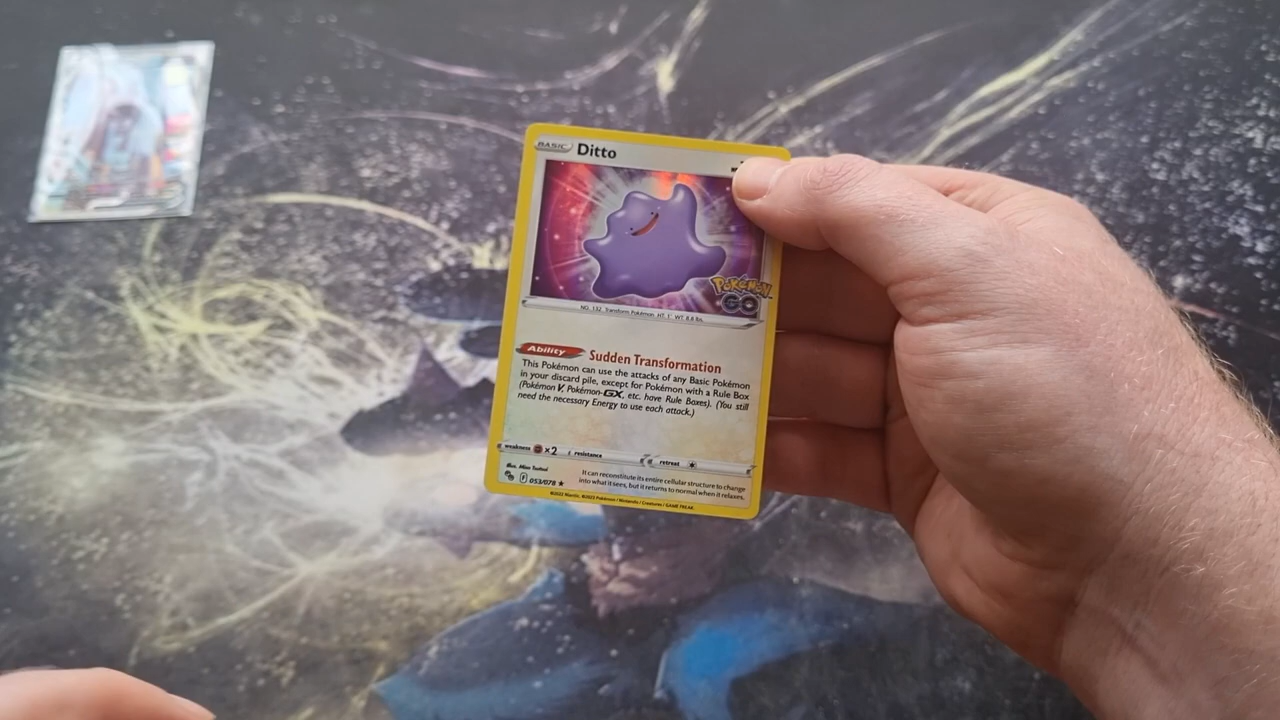 BASIC Ditto
Pokémon
GO
NO. 132 Transform Pokémon HT: 1' WT: 8.8 lbs.
Ability Sudden Transformation
This Pokémon can use the attacks of any Basic Pokémon
in your discard pile, except for Pokémon with a Rule Box
(Pokémon V, Pokémon-GX, etc. have Rule Boxes). (You still
need the necessary Energy to use each attack.)
weakness ×2 resistance retreat
Illus. Mina Nakai
F 053/078 ★
It can reconstitute its entire cellular structure to change
into what it sees, but it returns to normal when it relaxes.
©2022 Niantic. ©2022 Pokémon / Nintendo / Creatures / GAME FREAK.